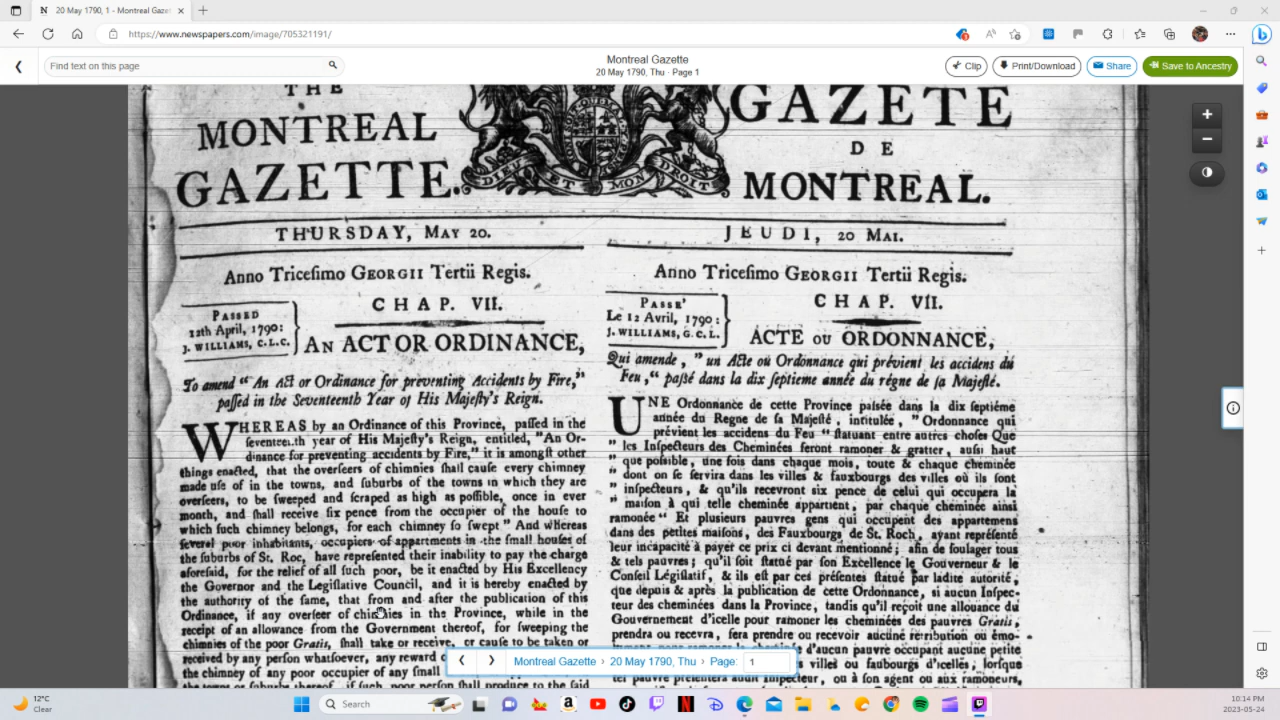 20 May 1790, 1 - Montreal Gazet
https://www.newspapers.com/image/705321191/
Find text on this page
Montreal Gazette
20 May 1790, Thu · Page 1
Clip
Print/Download
Share
Save to Ancestry
THE
MONTREAL
GAZETTE.
DIEU ET MON DROIT
GAZETE
DE
MONTREAL.
THURSDAY, MAY 20.
Anno Tricesimo GEORGII Tertii Regis.
CHAP. VII.
PASSED
12th April, 1790:
J. WILLIAMS, C.L.C.
AN ACT OR ORDINANCE,
To amend “ An Act or Ordinance for preventing Accidents by Fire,”
passed in the Seventeenth Year of His Majesty's Reign.
WHEREAS by an Ordinance of this Province, passed in the
seventeenth year of His Majesty's Reign, entitled, "An Or-
dinance for preventing accidents by Fire," it is amongst other
things enacted, that the overseers of chimnies shall cause every chimney
made use of in the towns, and suburbs of the towns in which they are
overseers, to be sweeped and scraped as high as possible, once in ever
month, and shall receive six pence from the occupier of the house to
which such chimney belongs, for each chimney so swept" And whereas
several poor inhabitants, occupiers of appartments in the small houses of
the suburbs of St. Roc, have represented their inability to pay the charge
aforesaid, for the relief of all such poor, be it enacted by His Excellency
the Governor and the Legislative Council, and it is hereby enacted by
the authority of the same, that from and after the publication of this
Ordinance, if any overseer of chimnies in the Province, while in the
receipt of an allowance from the Government thereof, for sweeping the
chimnies of the poor Gratis, shall take or receive, or cause to be taken or
received by any person whatsoever, any reward
the chimney of any poor occupier of any small
the towns or suburbs thereof, if such poor person shall produce to the said
JEUDI, 20 MAI.
Anno Tricesimo GEORGII Tertii Regis.
CHAP. VII.
PASSE'
Le 12 Avril, 1790:
J. WILLIAMS, G.C.L.
ACTE OU ORDONNANCE,
Qui amende, " un Acte ou Ordonnance qui prévient les accidens du
Feu,“ passé dans la dix septieme année du régne de sa Majesté.
UNE Ordonnance de cette Province passée dans la dix septiéme
année du Regne de sa Majesté, intitulée, " Ordonnance qui
prévient les accidens du Feu “ statuant entre autres choses Que
" les Inspecteurs des Cheminées feront ramoner & gratter, aussi haut
" que possible, une fois dans chaque mois, toute & chaque cheminée
" dont on se servira dans les villes & fauxbourgs des villes où ils sont
" inspecteurs, & qu'ils recevront six pence de celui qui occupera la
" maison à qui telle cheminée appartient, par chaque cheminée ainsi
ramonée “ Et plusieurs pauvres gens qui occupent des appartemens
dans des petites maisons, des Fauxbourgs de St. Roch, ayant représenté
leur incapacité à payer ce prix ci devant mentionné; afin de soulager tous
& tels pauvres; qu'il soit statué par son Excellence le Gouverneur & le
Conseil Législatif, & ils est par ces présentes statué par ladite autorité,
que depuis & après la publication de cette Ordonnance, si aucun Inspec-
teur des cheminées dans la Province, tandis qu'il reçoit une allouance du
Gouvernement d'icelle pour ramoner les cheminées des pauvres Gratis,
prendra ou recevra, fera prendre ou recevoir aucune retribution ou émo-
d'aucun pauvre occupant aucune petite
villes ou faubourgs d'icelles, lorsque
tel pauvre présentera audit Inspecteur, ou à son agent ou aux ramoneurs,
Montreal Gazette › 20 May 1790, Thu › Page: 1
12°C
Clear
Search
10:14 PM
2023-05-24